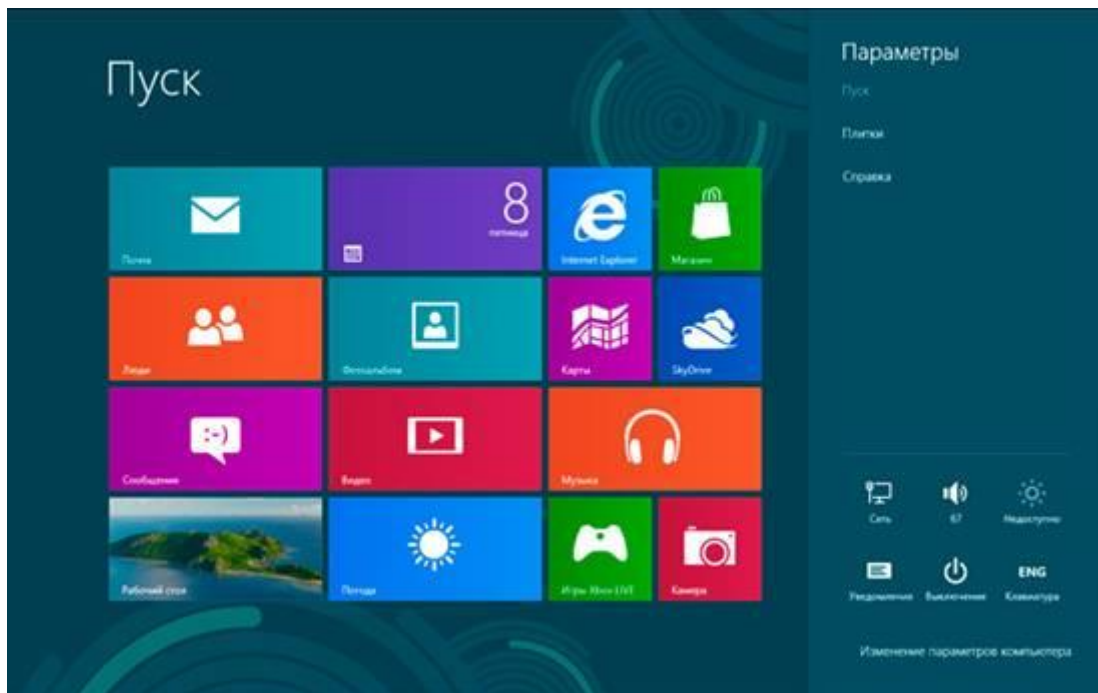 Пуск
Почта
8
пятница
Internet Explorer
Магазин
Люди
Фотоальбом
Карты
SkyDrive
Сообщения
:-)
Видео
Музыка
Рабочий стол
Погода
Игры Xbox LIVE
Камера
Параметры
Пуск
Плитки
Справка
Сеть
67
Недоступно
Уведомления
Выключение
ENG
Клавиатура
Изменение параметров компьютера